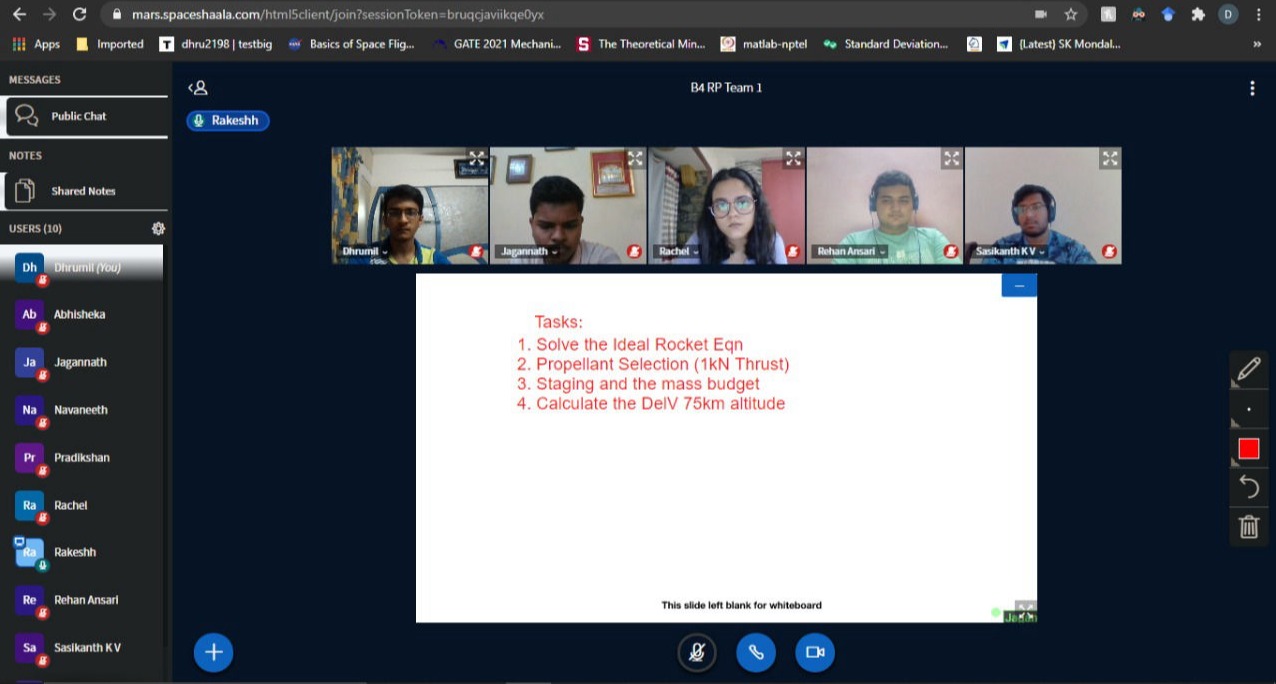 mars.spaceshaala.com/html5client/join?sessionToken=bruqcjaviikqe0yx
D
Apps
Imported
T dhru2198 | testbig
Basics of Space Flig...
GATE 2021 Mechani...
S The Theoretical Min...
matlab-nptel
Standard Deviation...
{Latest} SK Mondal...
»
MESSAGES
Public Chat
NOTES
Shared Notes
USERS (10)
Dh Dhrumil (You)
Ab Abhisheka
Ja Jagannath
Na Navaneeth
Pr Pradikshan
Ra Rachel
Ra Rakeshh
Re Rehan Ansari
Sa Sasikanth K V
B4 RP Team 1
Rakeshh
Dhrumil
Jagannath
Rachel
Rehan Ansari
Sasikanth K V
Tasks:
1. Solve the Ideal Rocket Eqn
2. Propellant Selection (1kN Thrust)
3. Staging and the mass budget
4. Calculate the DelV 75km altitude
This slide left blank for whiteboard